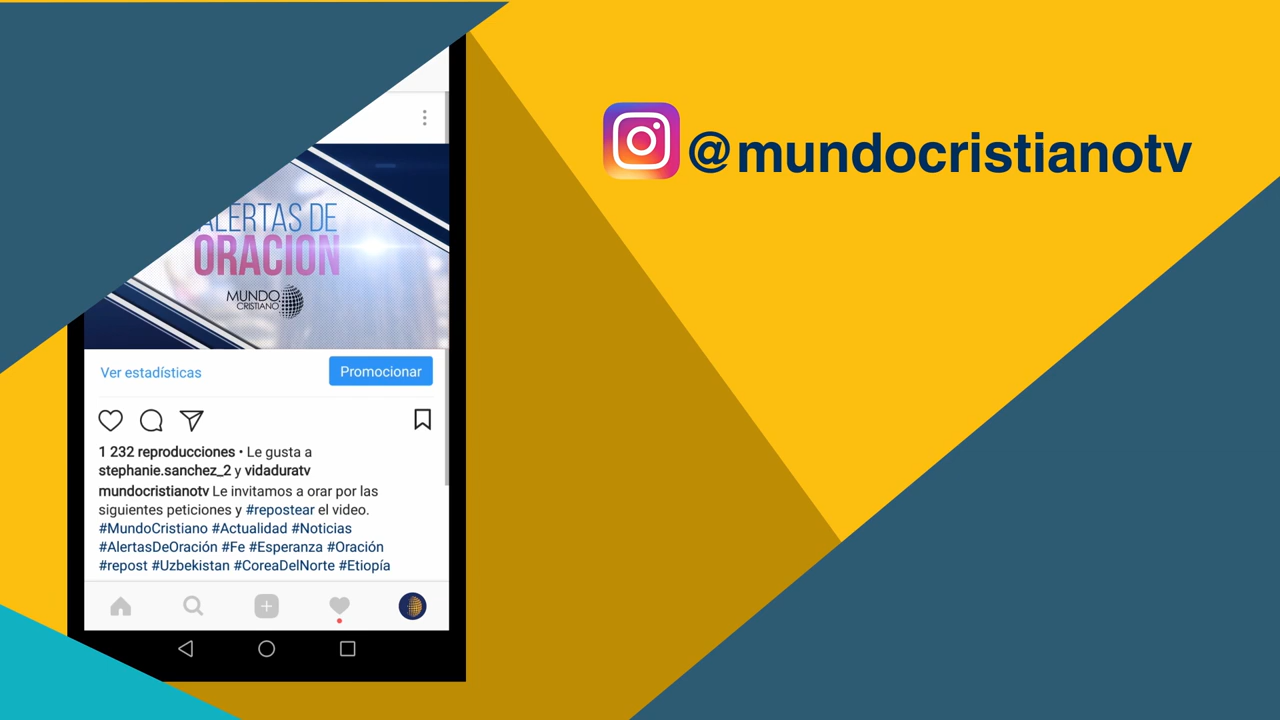 @mundocristianotv
ALERTAS DE
ORACION
MUNDO
CRISTIANO
Ver estadísticas
Promocionar
1 232 reproducciones • Le gusta a
stephanie.sanchez_2 y vidaduratv
mundocristianotv Le invitamos a orar por las
siguientes peticiones y #repostear el video.
#MundoCristiano #Actualidad #Noticias
#AlertasDeOración #Fe #Esperanza #Oración
#repost #Uzbekistan #CoreaDelNorte #Etiopía